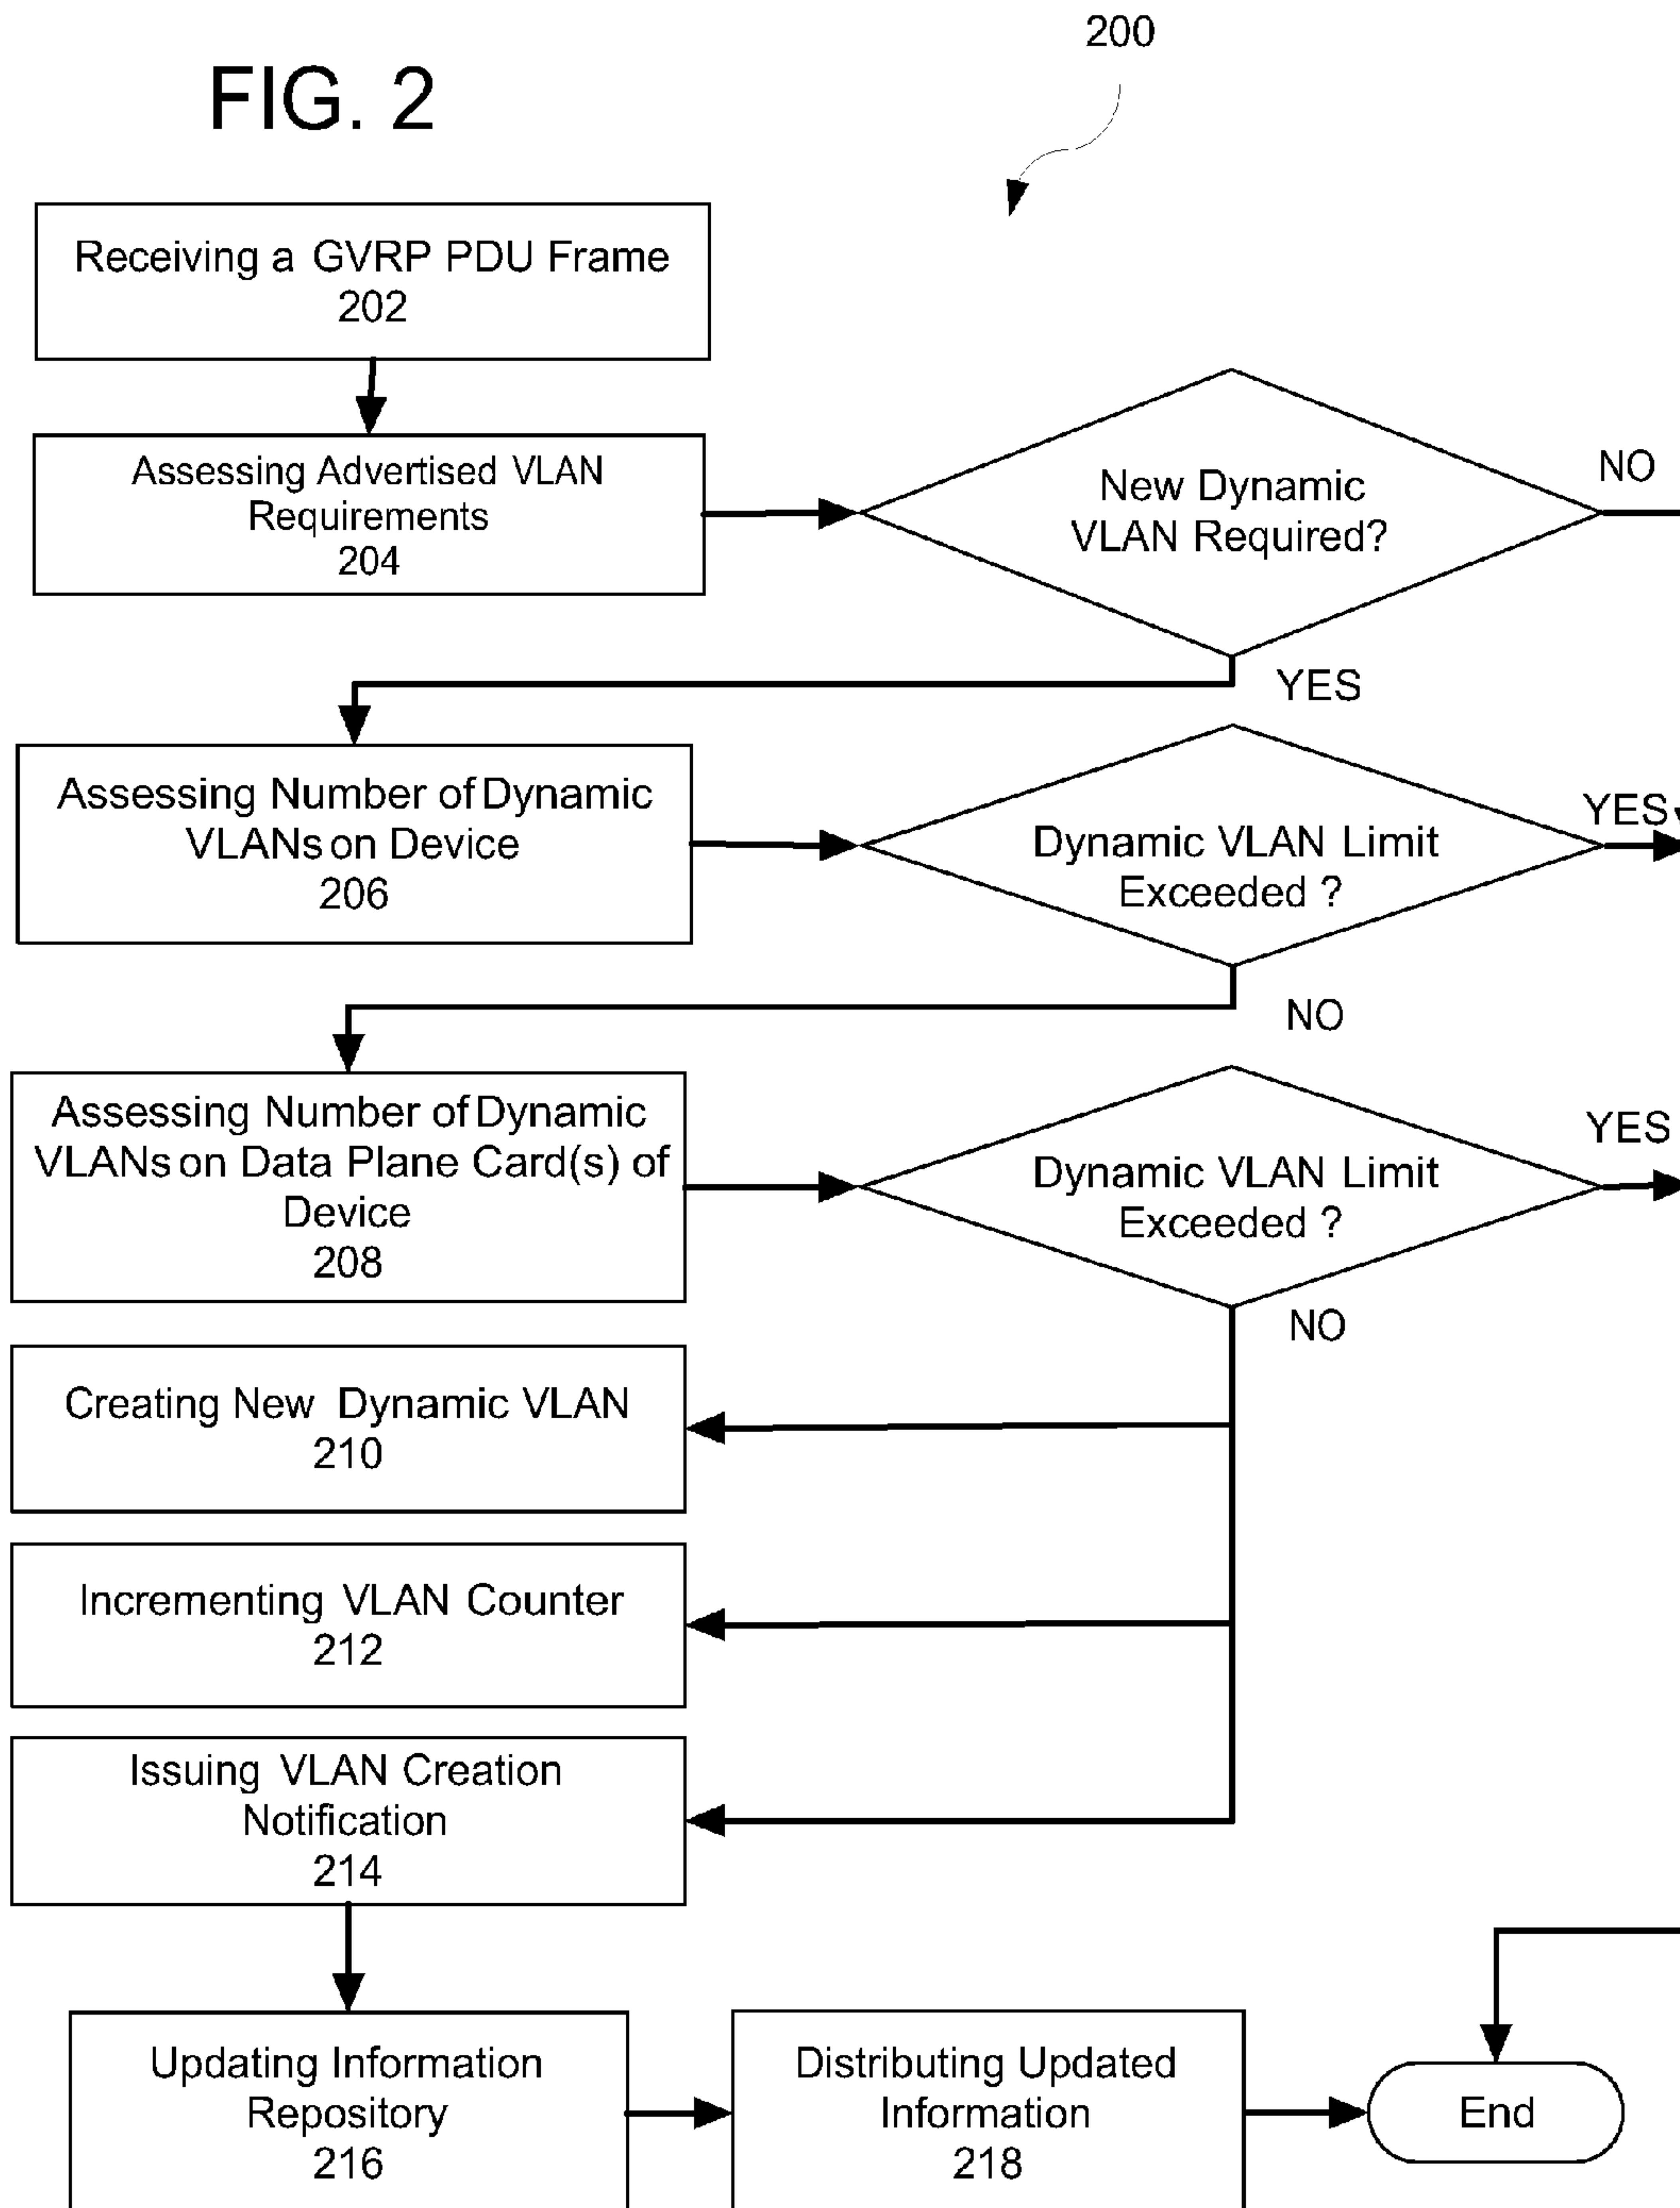 FIG. 2
200
Receiving a GVRP PDU Frame
202
Assessing Advertised VLAN
Requirements
204
New Dynamic
VLAN Required?
NO
YES
Assessing Number of Dynamic
VLANs on Device
206
Dynamic VLAN Limit
Exceeded ?
YES
NO
Assessing Number of Dynamic
VLANs on Data Plane Card(s) of
Device
208
Dynamic VLAN Limit
Exceeded ?
YES
NO
Creating New Dynamic VLAN
210
Incrementing VLAN Counter
212
Issuing VLAN Creation
Notification
214
Updating Information
Repository
216
Distributing Updated
Information
218
End